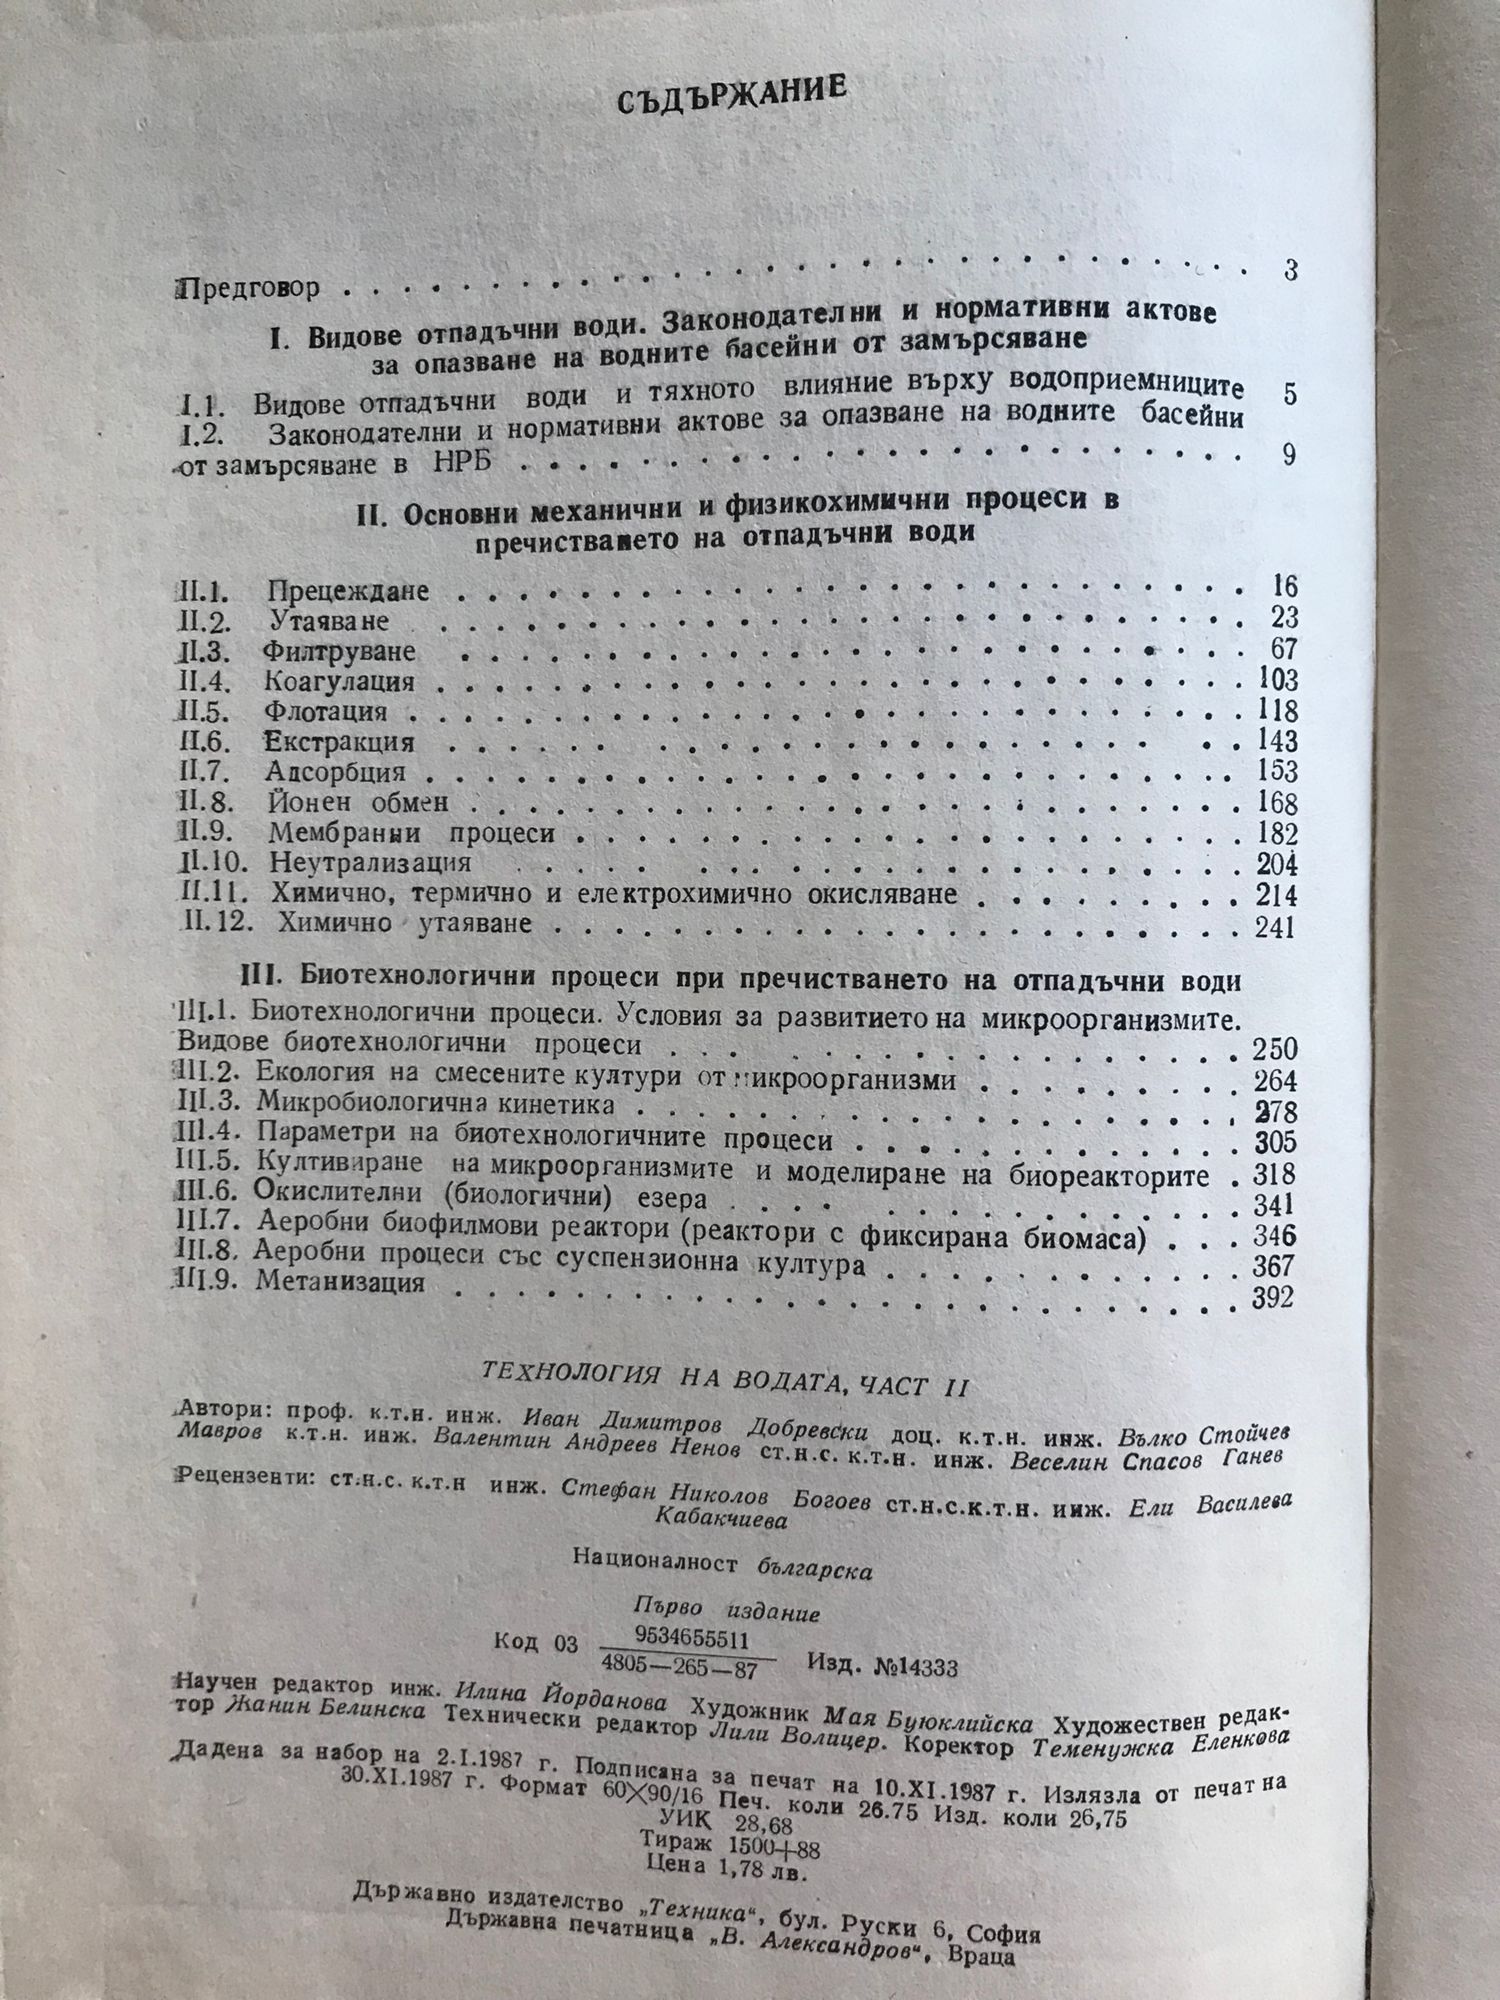 СЪДЪРЖАНИЕ
Предговор . . . . . . . . . . . . . . . . . . . . . . . . . . . . 3
I. Видове отпадъчни води. Законодателни и нормативни актове
за опазване на водните басейни от замърсяване
I.1. Видове отпадъчни води и тяхното влияние върху водоприемниците 5
I.2. Законодателни и нормативни актове за опазване на водните басейни
от замърсяване в НРБ . . . . . . . . . . . . . . . . . . . . . . 9
II. Основни механични и физикохимични процеси в
пречистването на отпадъчни води
II.1. Прецеждане . . . . . . . . . . . . . . . . . . . . . . . . 16
II.2. Утаяване . . . . . . . . . . . . . . . . . . . . . . . . 23
II.3. Филтруване . . . . . . . . . . . . . . . . . . . . . . . . 67
II.4. Коагулация . . . . . . . . . . . . . . . . . . . . . . . . 103
II.5. Флотация . . . . . . . . . . . . . . . . . . . . . . . . 118
II.6. Екстракция . . . . . . . . . . . . . . . . . . . . . . . . 143
II.7. Адсорбция . . . . . . . . . . . . . . . . . . . . . . . . 153
II.8. Йонен обмен . . . . . . . . . . . . . . . . . . . . . . . . 168
II.9. Мембранни процеси . . . . . . . . . . . . . . . . . . . . 182
II.10. Неутрализация . . . . . . . . . . . . . . . . . . . . . . 204
II.11. Химично, термично и електрохимично окисляване . . . . . . . . . 214
II.12. Химично утаяване . . . . . . . . . . . . . . . . . . . . . 241
III. Биотехнологични процеси при пречистването на отпадъчни води
III.1. Биотехнологични процеси. Условия за развитието на микроорганизмите.
Видове биотехнологични процеси . . . . . . . . . . . . . . . . . . 250
III.2. Екология на смесените култури от микроорганизми . . . . . . . . . 264
III.3. Микробиологична кинетика . . . . . . . . . . . . . . . . . . . 278
III.4. Параметри на биотехнологичните процеси . . . . . . . . . . . . 305
III.5. Култивиране на микроорганизмите и моделиране на биореакторите . 318
III.6. Окислителни (биологични) езера . . . . . . . . . . . . . . . . 341
III.7. Аеробни биофилмови реактори (реактори с фиксирана биомаса) . . . 346
III.8. Аеробни процеси със суспензионна култура . . . . . . . . . . . . 367
III.9. Метанизация . . . . . . . . . . . . . . . . . . . . . . . . 392
ТЕХНОЛОГИЯ НА ВОДАТА, ЧАСТ II
Автори: проф. к.т.н. инж. Иван Димитров Добревски доц. к.т.н. инж. Вълко Стойчев
Мавров к.т.н. инж. Валентин Андреев Ненов ст.н.с. к.т.н. инж. Веселин Спасов Ганев
Рецензенти: ст.н.с. к.т.н инж. Стефан Николов Богоев ст.н.с.к.т.н. инж. Ели Василева
Кабакчиева
Националност българска
Първо издание
Код 03 9534655511
4805—265—87 Изд. №14333
Научен редактор инж. Илина Йорданова Художник Мая Буюклийска Художествен редак-
тор Жанин Белинска Технически редактор Лили Волицер. Коректор Теменужка Еленкова
Дадена за набор на 2.I.1987 г. Подписана за печат на 10.XI.1987 г. Излязла от печат на
30.XI.1987 г. Формат 60×90/16 Печ. коли 26.75 Изд. коли 26,75
УИК 28,68
Тираж 1500+88
Цена 1,78 лв.
Държавно издателство „Техника“, бул. Руски 6, София
Държавна печатница „В. Александров“, Враца